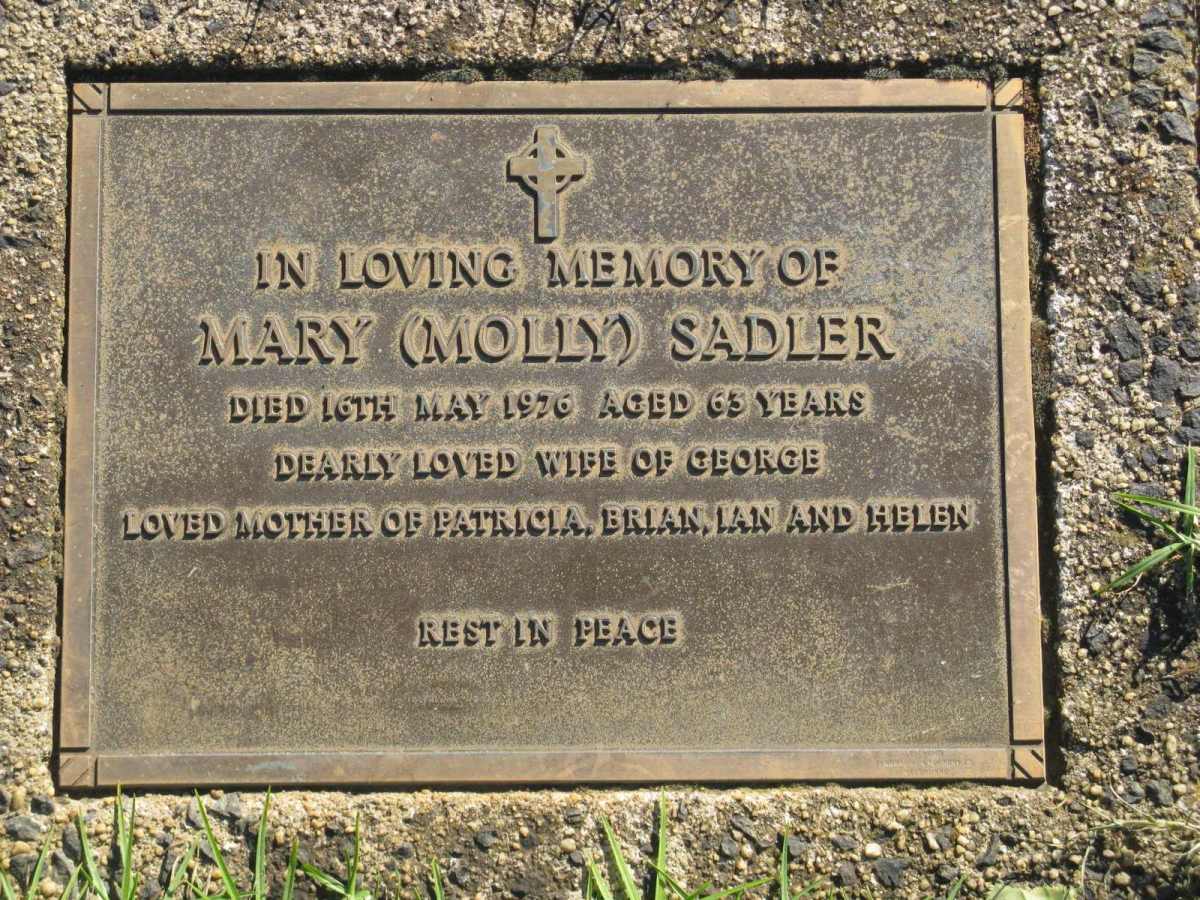 IN LOVING MEMORY OF
MARY (MOLLY) SADLER
DIED 16TH MAY 1976 AGED 63 YEARS
DEARLY LOVED WIFE OF GEORGE
LOVED MOTHER OF PATRICIA, BRIAN, IAN AND HELEN
REST IN PEACE